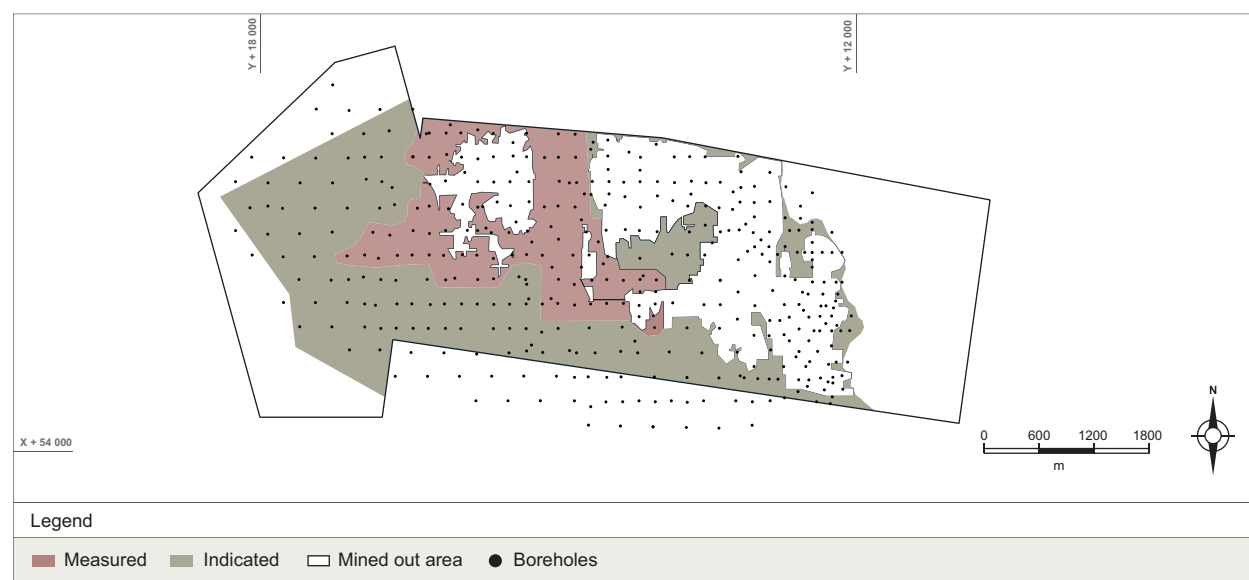 Y + 18 000
Y + 12 000
X + 54 000
N
0 600 1200 1800
m
Legend
Measured Indicated Mined out area Boreholes